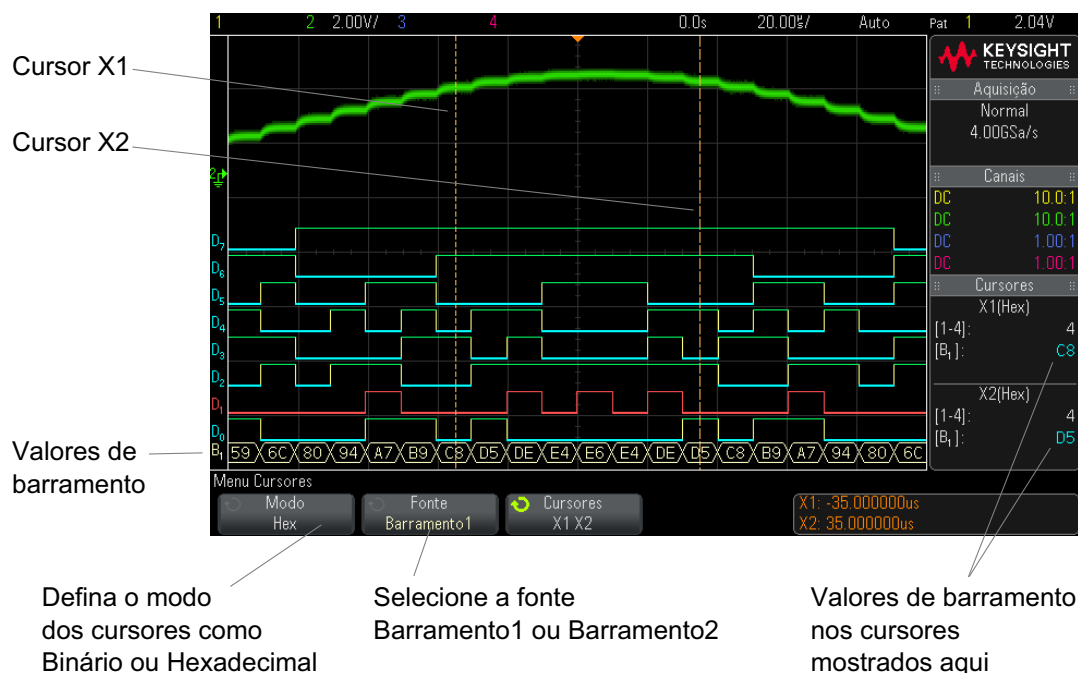 1 2 2.00V/ 3 4 0.0s 20.00µ/ Auto Pat 1 2.04V
Cursor X1
Cursor X2
KEYSIGHT
TECHNOLOGIES
Aquisição
Normal
4.00GSa/s
Canais
DC 10.0:1
DC 10.0:1
DC 1.00:1
DC 1.00:1
Cursores
X1(Hex)
[1-4]: 4
[B1]: C8
X2(Hex)
[1-4]: 4
[B1]: D5
2
D7
D6
D5
D4
D3
D2
D1
D0
B1 59 6C 80 94 A7 B9 C8 D5 DE E4 E6 E4 DE D5 C8 B9 A7 94 80 6C
Valores de
barramento
Menu Cursores
Modo
Hex
Fonte
Barramento1
Cursores
X1 X2
X1: -35.000000us
X2: 35.000000us
Defina o modo
dos cursores como
Binário ou Hexadecimal
Selecione a fonte
Barramento1 ou Barramento2
Valores de barramento
nos cursores
mostrados aqui